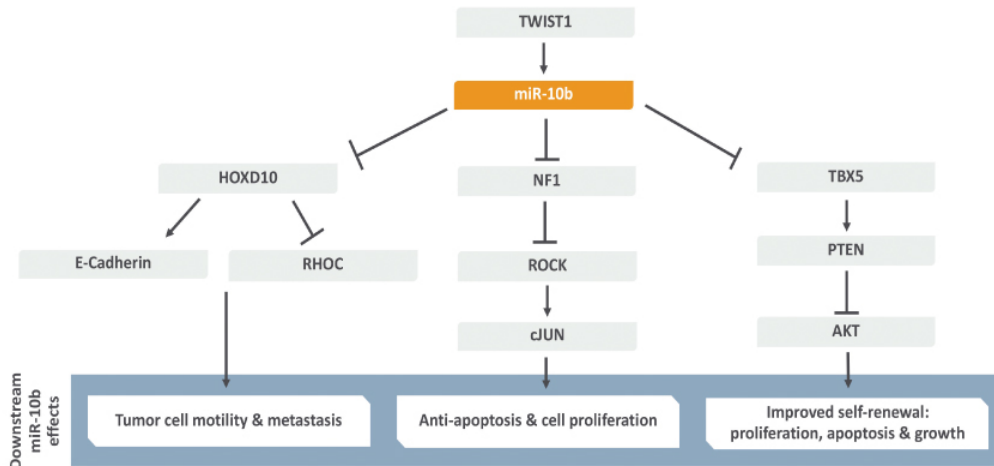 TWIST1
miR-10b
HOXD10
NF1
TBX5
E-Cadherin
RHOC
ROCK
PTEN
cJUN
AKT
Downstream
miR-10b
effects
Tumor cell motility & metastasis
Anti-apoptosis & cell proliferation
Improved self-renewal:
proliferation, apoptosis & growth